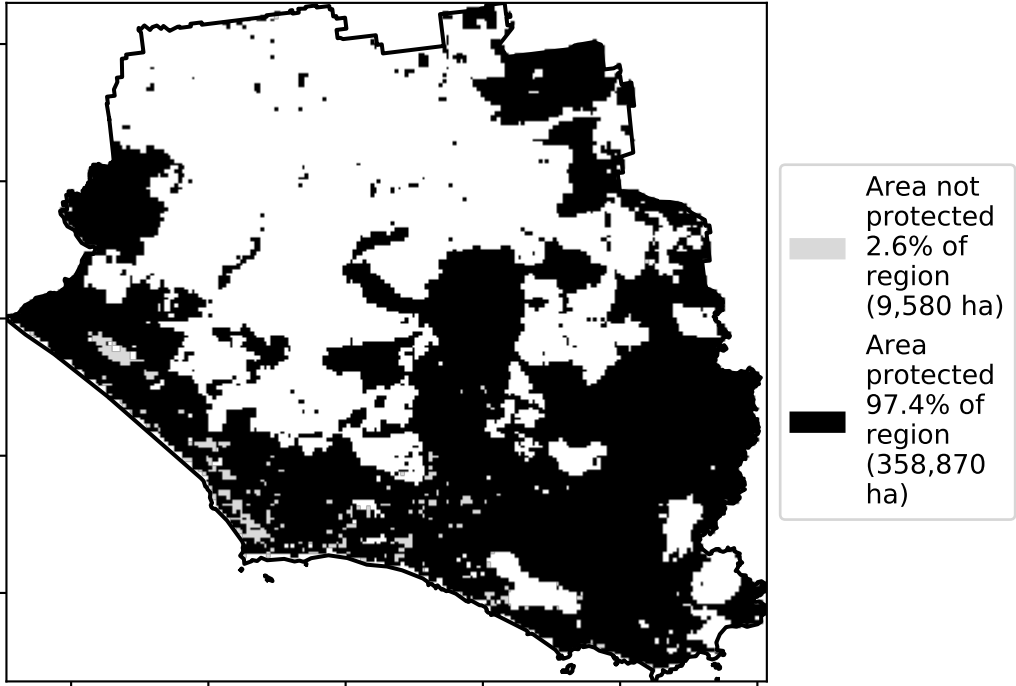 Area not
protected
2.6% of
region
(9,580 ha)
Area
protected
97.4% of
region
(358,870
ha)